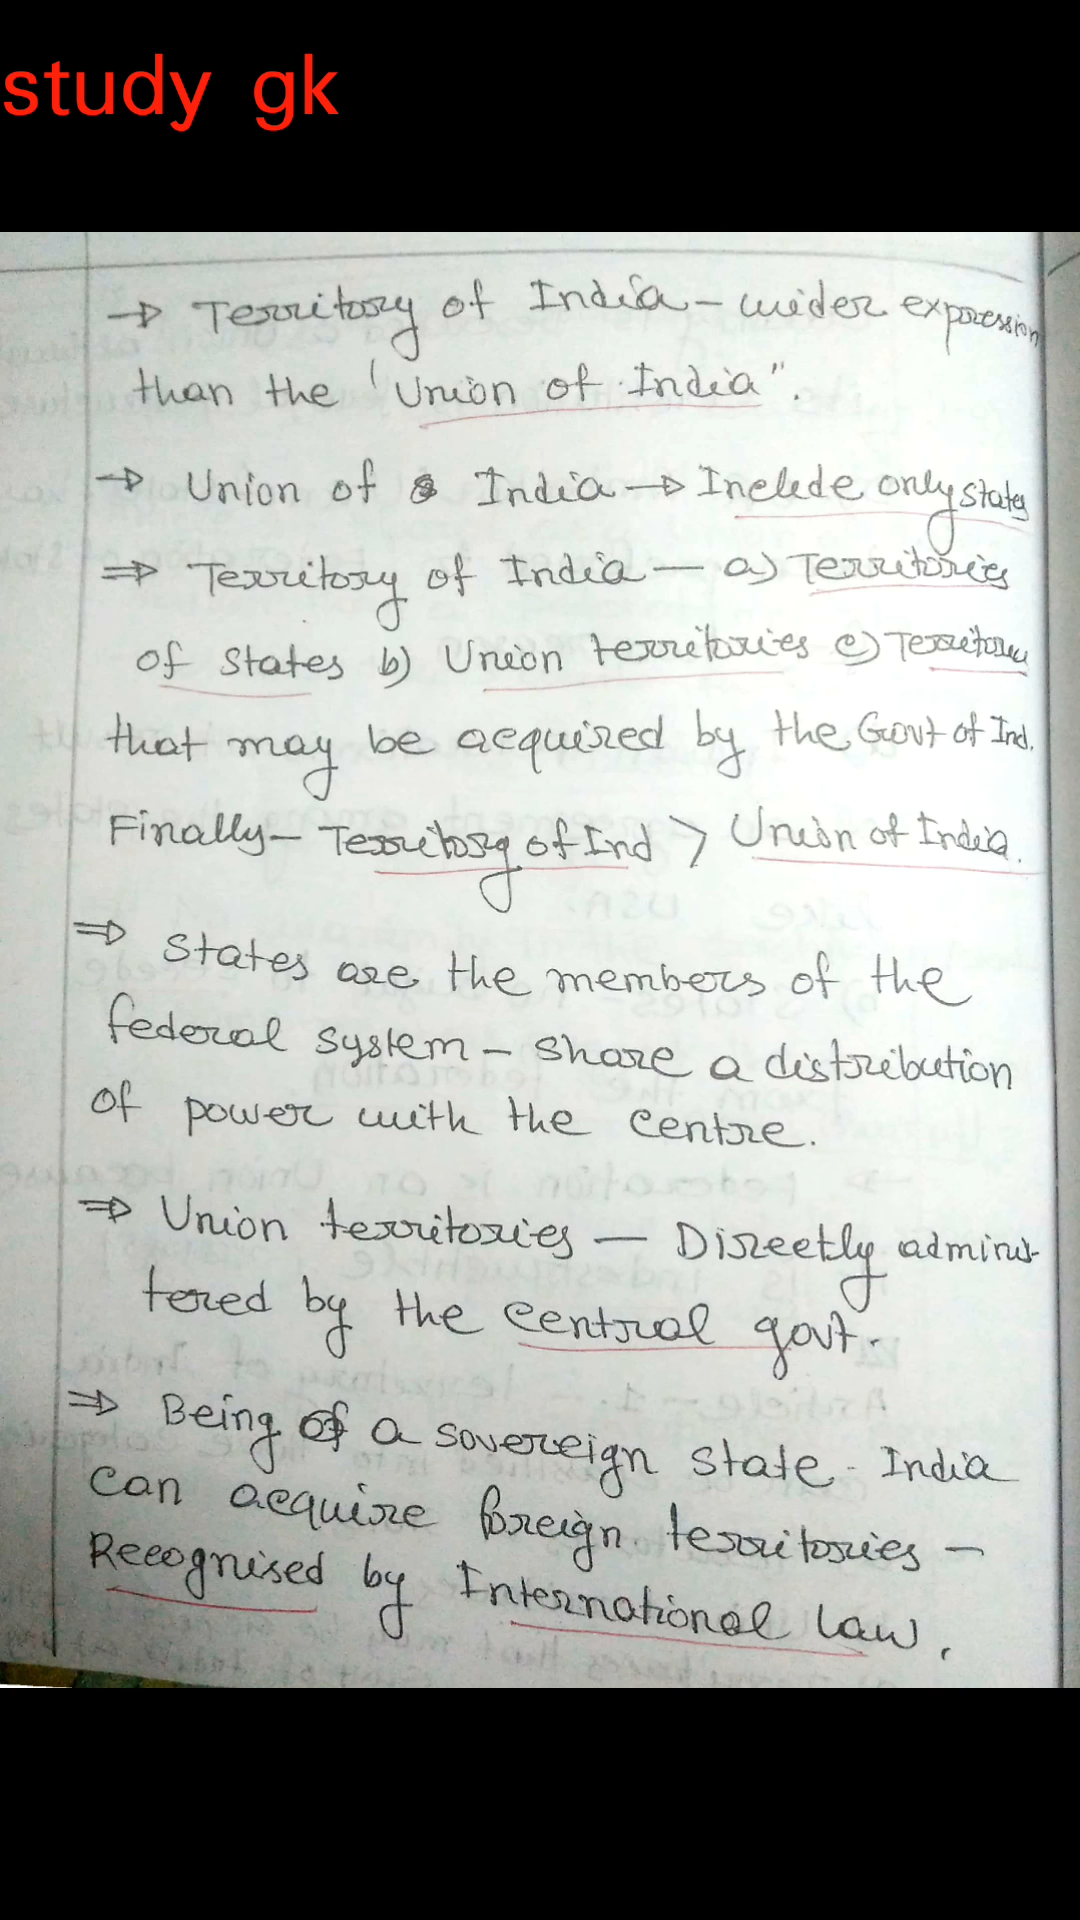 study gk
→ Territory of India - wider expression
than the 'Union of India".
→ Union of India → Include only states
⇒ Territory of India — a) Territories
of States b) Union territories c) Territories
that may be acquired by the Govt of Ind.
Finally - Territory of Ind > Union of India.
⇒ States are the members of the
federal system - share a distribution
of power with the centre.
⇒ Union territories — Directly adminis-
tered by the Central govt.
⇒ Being of a sovereign state - India
can acquire foreign territories -
Recognised by International law.